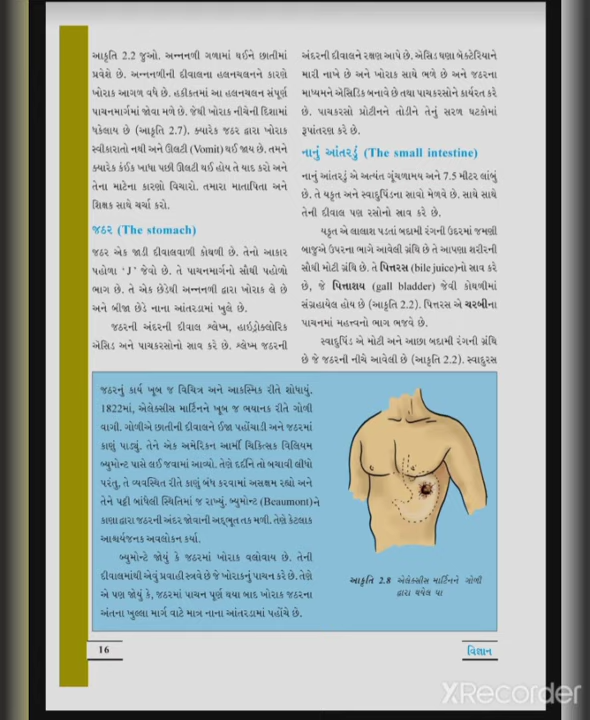 આકૃતિ 2.2 જુઓ. અન્નનળી ગળામાં થઈને છાતીમાં
પ્રવેશે છે. અન્નનળીની દીવાલના હલનચલનને કારણે
ખોરાક આગળ વધે છે. હકીકતમાં આ હલનચલન સંપૂર્ણ
પાચનમાર્ગમાં જોવા મળે છે. જેથી ખોરાક નીચેની દિશામાં
ધકેલાય છે (આકૃતિ 2.7). ક્યારેક જઠર દ્વારા ખોરાક
સ્વીકારાતો નથી અને ઊલટી (Vomit) થઈ જાય છે. તમને
ક્યારેક કંઈક ખાધા પછી ઊલટી થઈ હોય તે યાદ કરો અને
તેના માટેના કારણો વિચારો. તમારા માતાપિતા અને
શિક્ષક સાથે ચર્ચા કરો.
જઠર (The stomach)
જઠર એક જાડી દીવાલવાળી કોથળી છે. તેનો આકાર
પહોળા 'J' જેવો છે. તે પાચનમાર્ગનો સૌથી પહોળો
ભાગ છે. તે એક છેડેથી અન્નનળી દ્વારા ખોરાક લે છે
અને બીજા છેડે નાના આંતરડામાં ખુલે છે.
જઠરની અંદરની દીવાલ શ્લેષ્મ, હાઇડ્રોક્લોરિક
ઍસિડ અને પાચકરસોનો સ્રાવ કરે છે. શ્લેષ્મ જઠરની
અંદરની દીવાલને રક્ષણ આપે છે. ઍસિડ ઘણા બેક્ટેરિયાને
મારી નાખે છે અને ખોરાક સાથે ભળે છે અને જઠરના
માધ્યમને ઍસિડિક બનાવે છે તથા પાચકરસોને કાર્યરત કરે
છે. પાચકરસો પ્રોટીનને તોડીને તેનું સરળ ઘટકોમાં
રૂપાંતરણ કરે છે.
નાનું આંતરડું (The small intestine)
નાનું આંતરડું એ અત્યંત ગૂંચળામય અને 7.5 મીટર લાંબું
છે. તે યકૃત અને સ્વાદુપિંડના સ્રાવો મેળવે છે. સાથે સાથે
તેની દીવાલ પણ રસોનો સ્રાવ કરે છે.
યકૃત એ લાલાશ પડતાં બદામી રંગની ઉદરમાં જમણી
બાજુએ ઉપરના ભાગે આવેલી ગ્રંથિ છે તે આપણા શરીરની
સૌથી મોટી ગ્રંથિ છે. તે પિત્તરસ (bile juice)નો સ્રાવ કરે
છે, જે પિત્તાશય (gall bladder) જેવી કોથળીમાં
સંગ્રહાયેલ હોય છે (આકૃતિ 2.2). પિત્તરસ એ ચરબીના
પાચનમાં મહત્ત્વનો ભાગ ભજવે છે.
સ્વાદુપિંડ એ મોટી અને આછા બદામી રંગની ગ્રંથિ
છે જે જઠરની નીચે આવેલી છે (આકૃતિ 2.2). સ્વાદુરસ
જઠરનું કાર્ય ખૂબ જ વિચિત્ર અને આકસ્મિક રીતે શોધાયું.
1822માં, એલેક્સીસ માર્ટિનને ખૂબ જ ભયાનક રીતે ગોળી
વાગી. ગોળીએ છાતીની દીવાલને ઈજા પહોંચાડી અને જઠરમાં
કાણું પાડ્યું. તેને એક અમેરિકન આર્મી ચિકિત્સક વિલિયમ
બ્યુમોન્ટ પાસે લઈ જવામાં આવ્યો. તેણે દર્દીને તો બચાવી લીધો
પરંતુ, તે વ્યવસ્થિત રીતે કાણું બંધ કરવામાં અસક્ષમ રહ્યો અને
તેને પટ્ટી બાંધેલી સ્થિતિમાં જ રાખ્યું. બ્યુમોન્ટ (Beaumont)ને
કાણા દ્વારા જઠરની અંદર જોવાની અદ્ભૂત તક મળી. તેણે કેટલાક
આશ્ચર્યજનક અવલોકન કર્યા.
બ્યુમોન્ટે જોયું કે જઠરમાં ખોરાક વલોવાય છે. તેની
દીવાલમાંથી એવું પ્રવાહી સ્ત્રવે છે જે ખોરાકનું પાચન કરે છે. તેણે
એ પણ જોયું કે, જઠરમાં પાચન પૂર્ણ થયા બાદ ખોરાક જઠરના
અંતના ખુલ્લા માર્ગ વાટે માત્ર નાના આંતરડામાં પહોંચે છે.
આકૃતિ 2.8 એલેક્સીસ માર્ટિનને ગોળી
દ્વારા થયેલ ઘા
16
વિજ્ઞાન
XRecorder